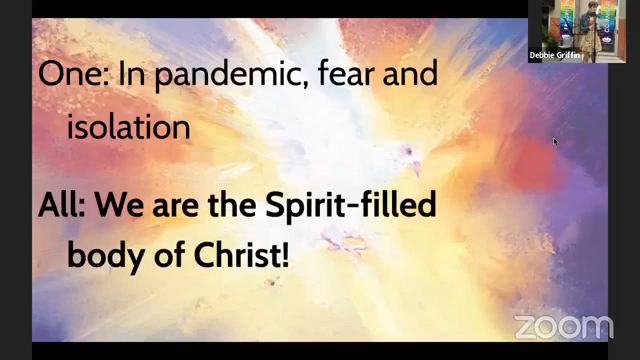 One: In pandemic, fear and
isolation
All: We are the Spirit-filled
body of Christ!
Debbie Griffin
zoom